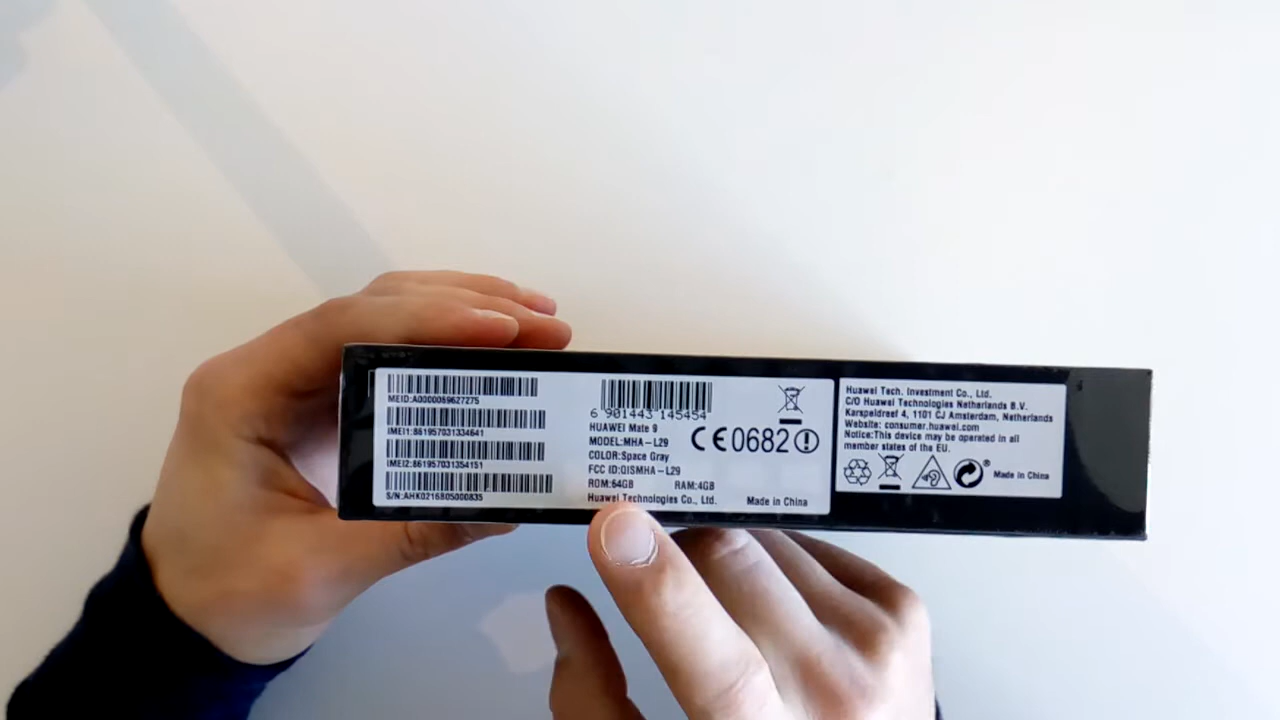 MEID:A0000089627275
IMEI1:861957031334641
IMEI2:861957031354151
S/N:AHK0216805000835
6 901443 145454
HUAWEI Mate 9
MODEL:MHA-L29
COLOR:Space Gray
FCC ID:QISMHA-L29
ROM:64GB RAM:4GB
Huawei Technologies Co., Ltd. Made in China
CE0682
Huawei Tech. Investment Co., Ltd.
C/O Huawei Technologies Netherlands B.V.
Karspeldreef 4, 1101 CJ Amsterdam, Netherlands
Website: consumer.huawei.com
Notice:This device may be operated in all
member states of the EU.
Made in China